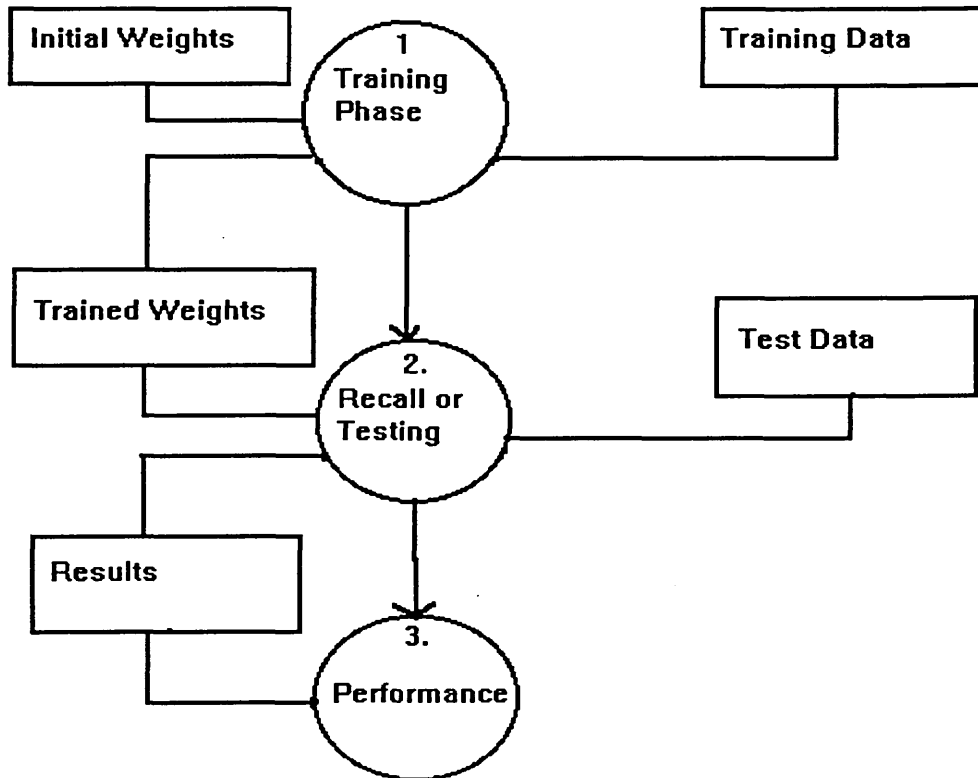 Initial Weights
1
Training
Phase
Training Data
Trained Weights
2.
Recall or
Testing
Test Data
Results
3.
Performance